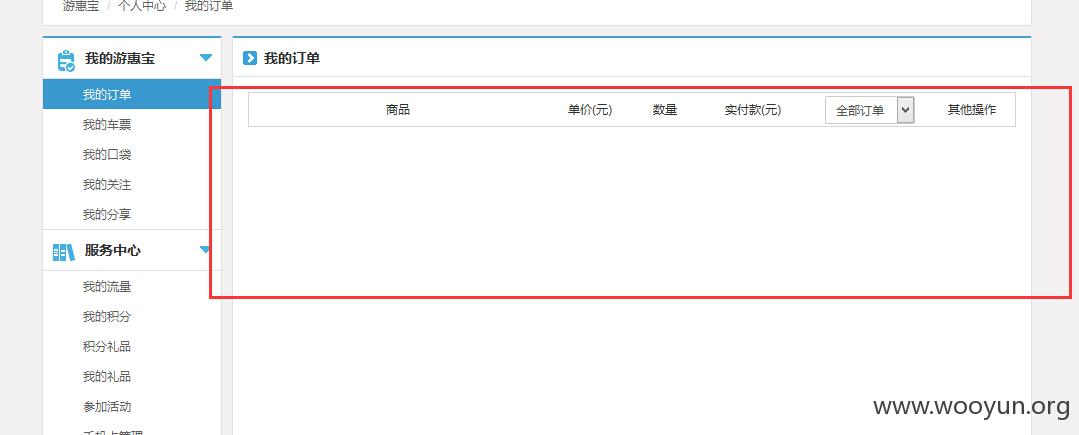 游惠宝 / 个人中心 / 我的订单
我的游惠宝
我的订单
我的车票
我的口袋
我的关注
我的分享
服务中心
我的流量
我的积分
积分礼品
我的礼品
参加活动
我的订单
商品 单价(元) 数量 实付款(元) 全部订单 其他操作
www.wooyun.org